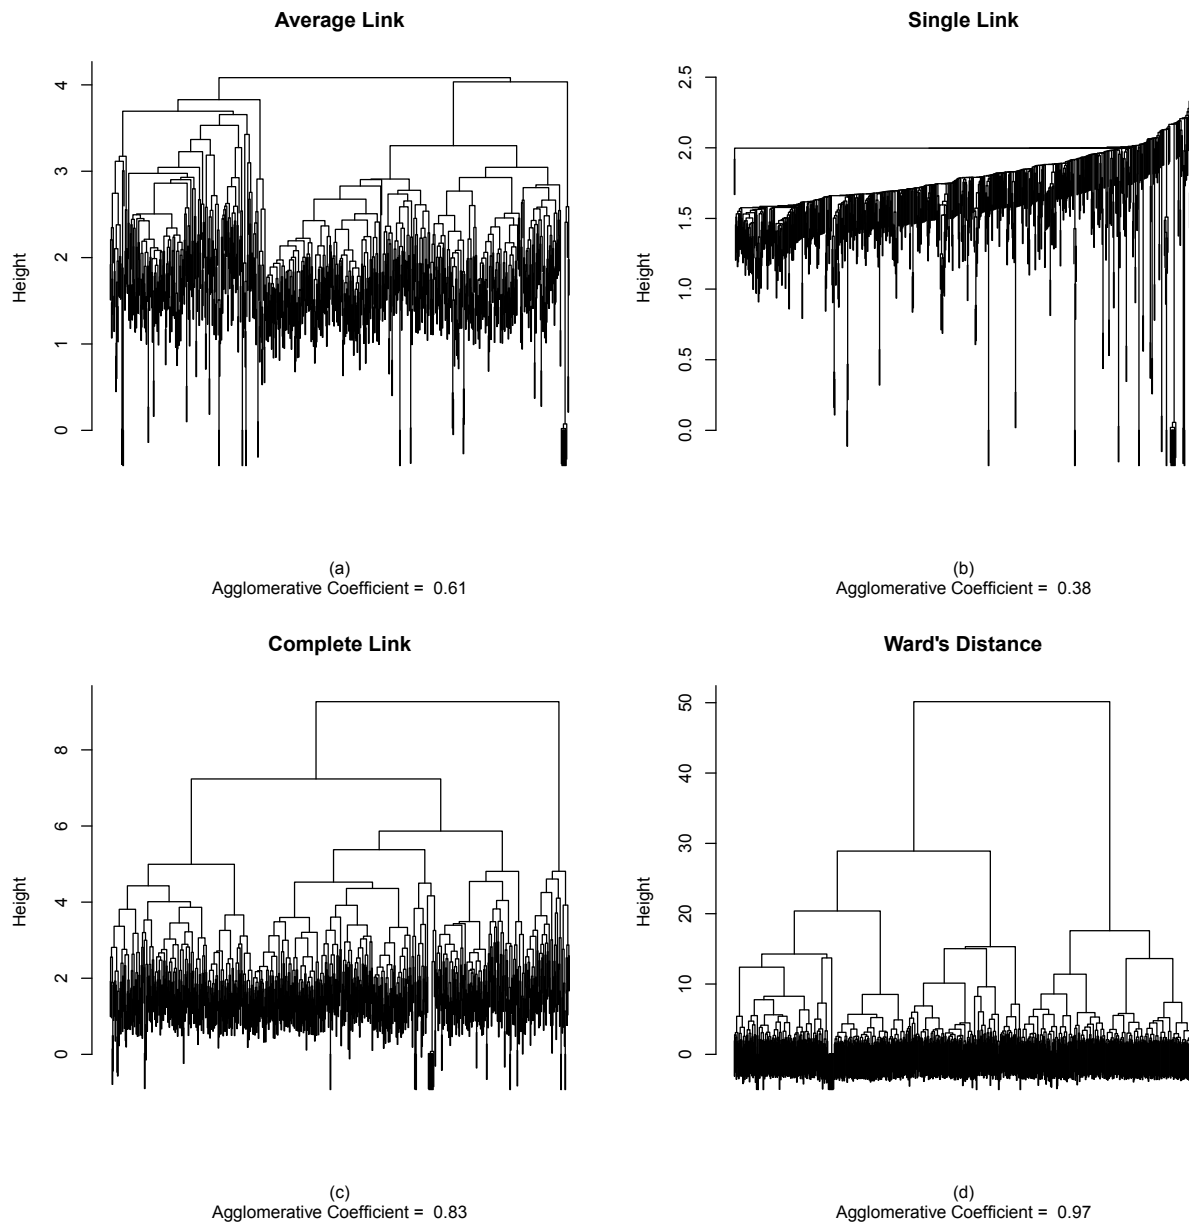 Average Link
Height
0
1
2
3
4
(a)
Agglomerative Coefficient = 0.61
Single Link
Height
0.0
0.5
1.0
1.5
2.0
2.5
(b)
Agglomerative Coefficient = 0.38
Complete Link
Height
0
2
4
6
8
(c)
Agglomerative Coefficient = 0.83
Ward's Distance
Height
0
10
20
30
40
50
(d)
Agglomerative Coefficient = 0.97